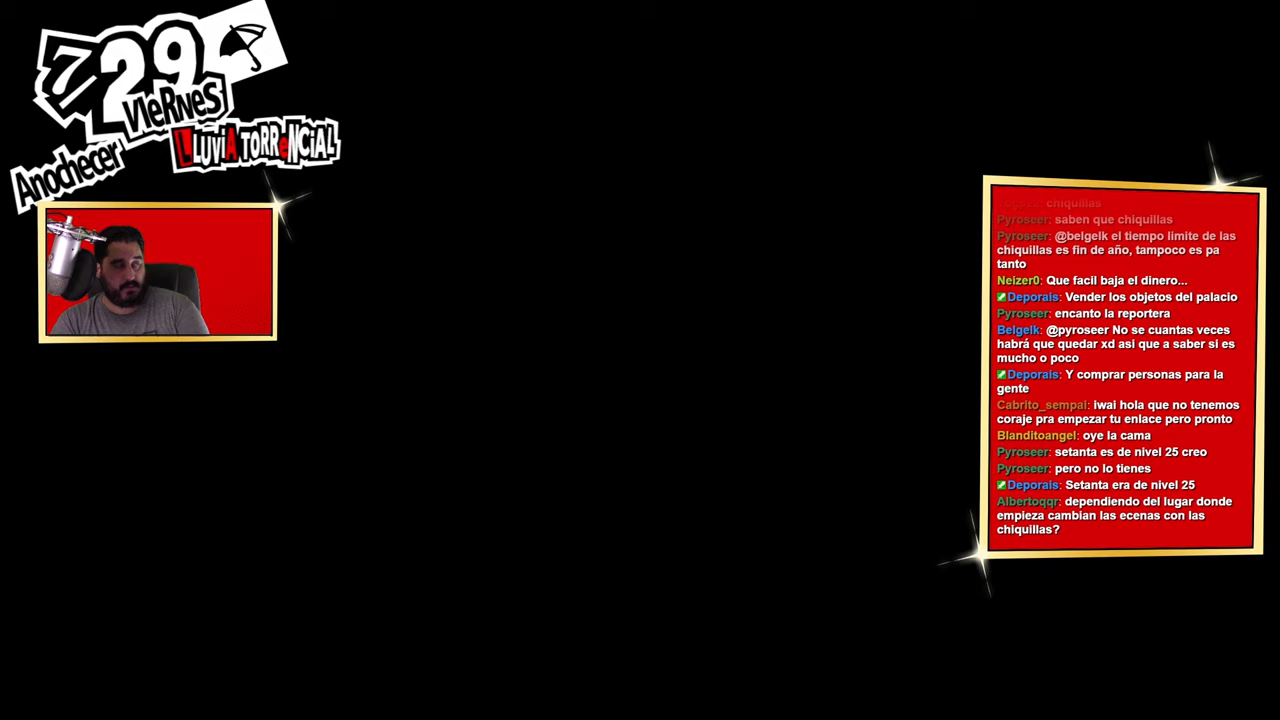 7 29
VIeRNeS
LLUViA TORReNCiAL
Anochecer
chiquillas
Pyroseer: saben que chiquillas
Pyroseer: @belgelk el tiempo limite de las
chiquillas es fin de año, tampoco es pa
tanto
Neizer0: Que facil baja el dinero...
Deporais: Vender los objetos del palacio
Pyroseer: encanto la reportera
Belgelk: @pyroseer No se cuantas veces
habrá que quedar xd asi que a saber si es
mucho o poco
Deporais: Y comprar personas para la
gente
Cabrito_sempai: iwai hola que no tenemos
coraje pra empezar tu enlace pero pronto
Blanditoangel: oye la cama
Pyroseer: setanta es de nivel 25 creo
Pyroseer: pero no lo tienes
Deporais: Setanta era de nivel 25
Albertoqqr: dependiendo del lugar donde
empieza cambian las ecenas con las
chiquillas?